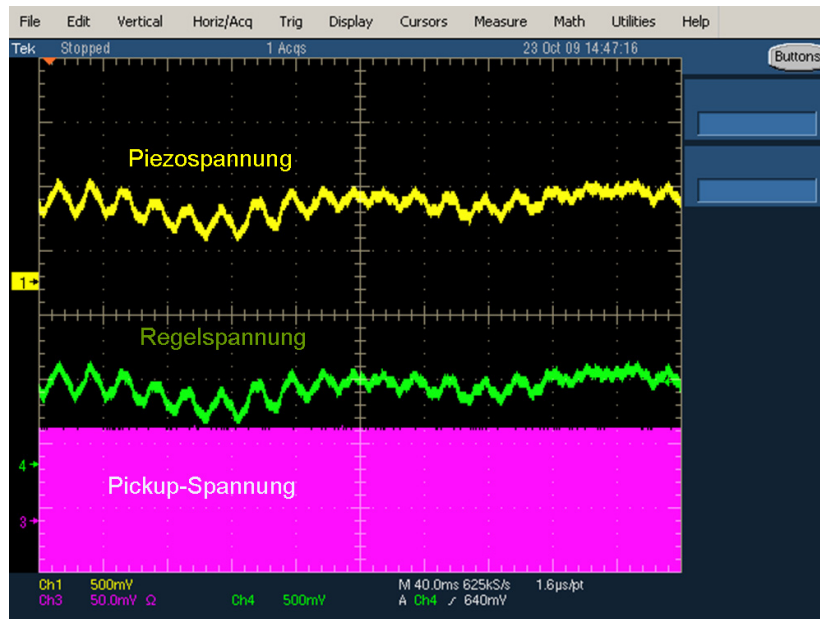 File Edit Vertical Horiz/Acq Trig Display Cursors Measure Math Utilities Help
Tek Stopped 1 Acqs 23 Oct 09 14:47:16
Buttons
Piezospannung
1
Regelspannung
4
Pickup-Spannung
3
Ch1 500mV M 40.0ms 625kS/s 1.6µs/pt
Ch3 50.0mV Ω Ch4 500mV A Ch4 640mV